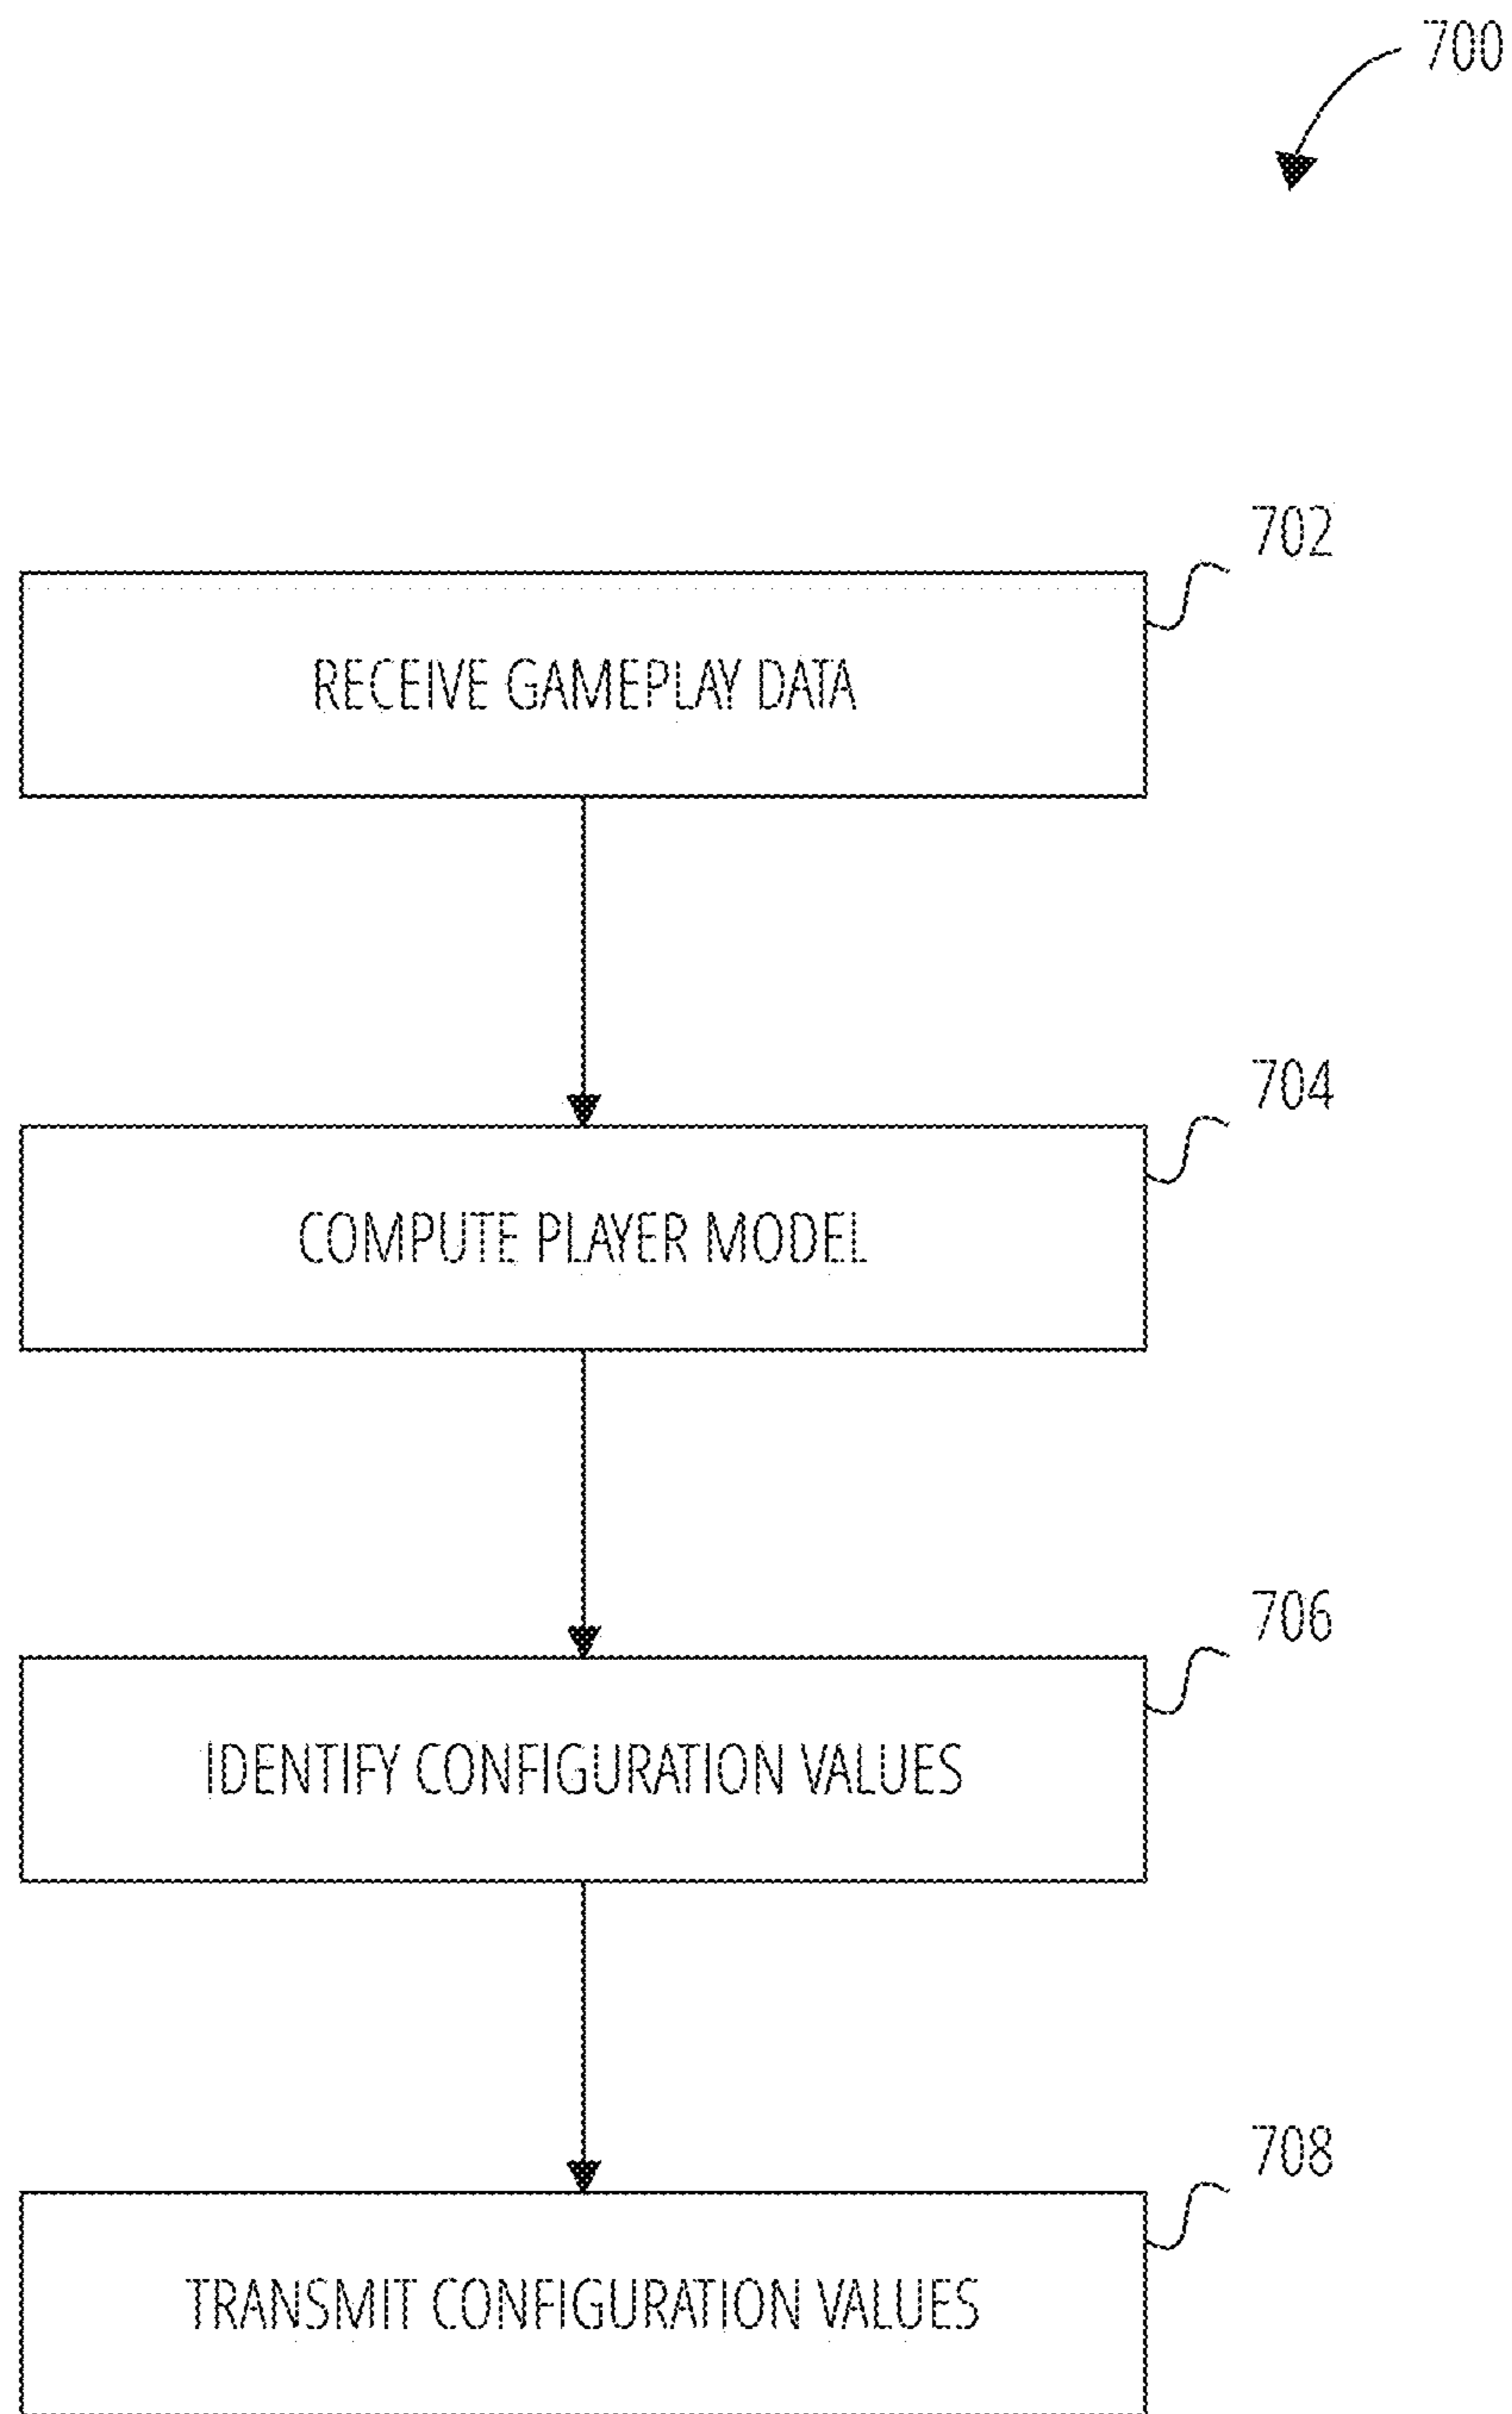 700
702
RECEIVE GAMEPLAY DATA
704
COMPUTE PLAYER MODEL
706
IDENTIFY CONFIGURATION VALUES
708
TRANSMIT CONFIGURATION VALUES